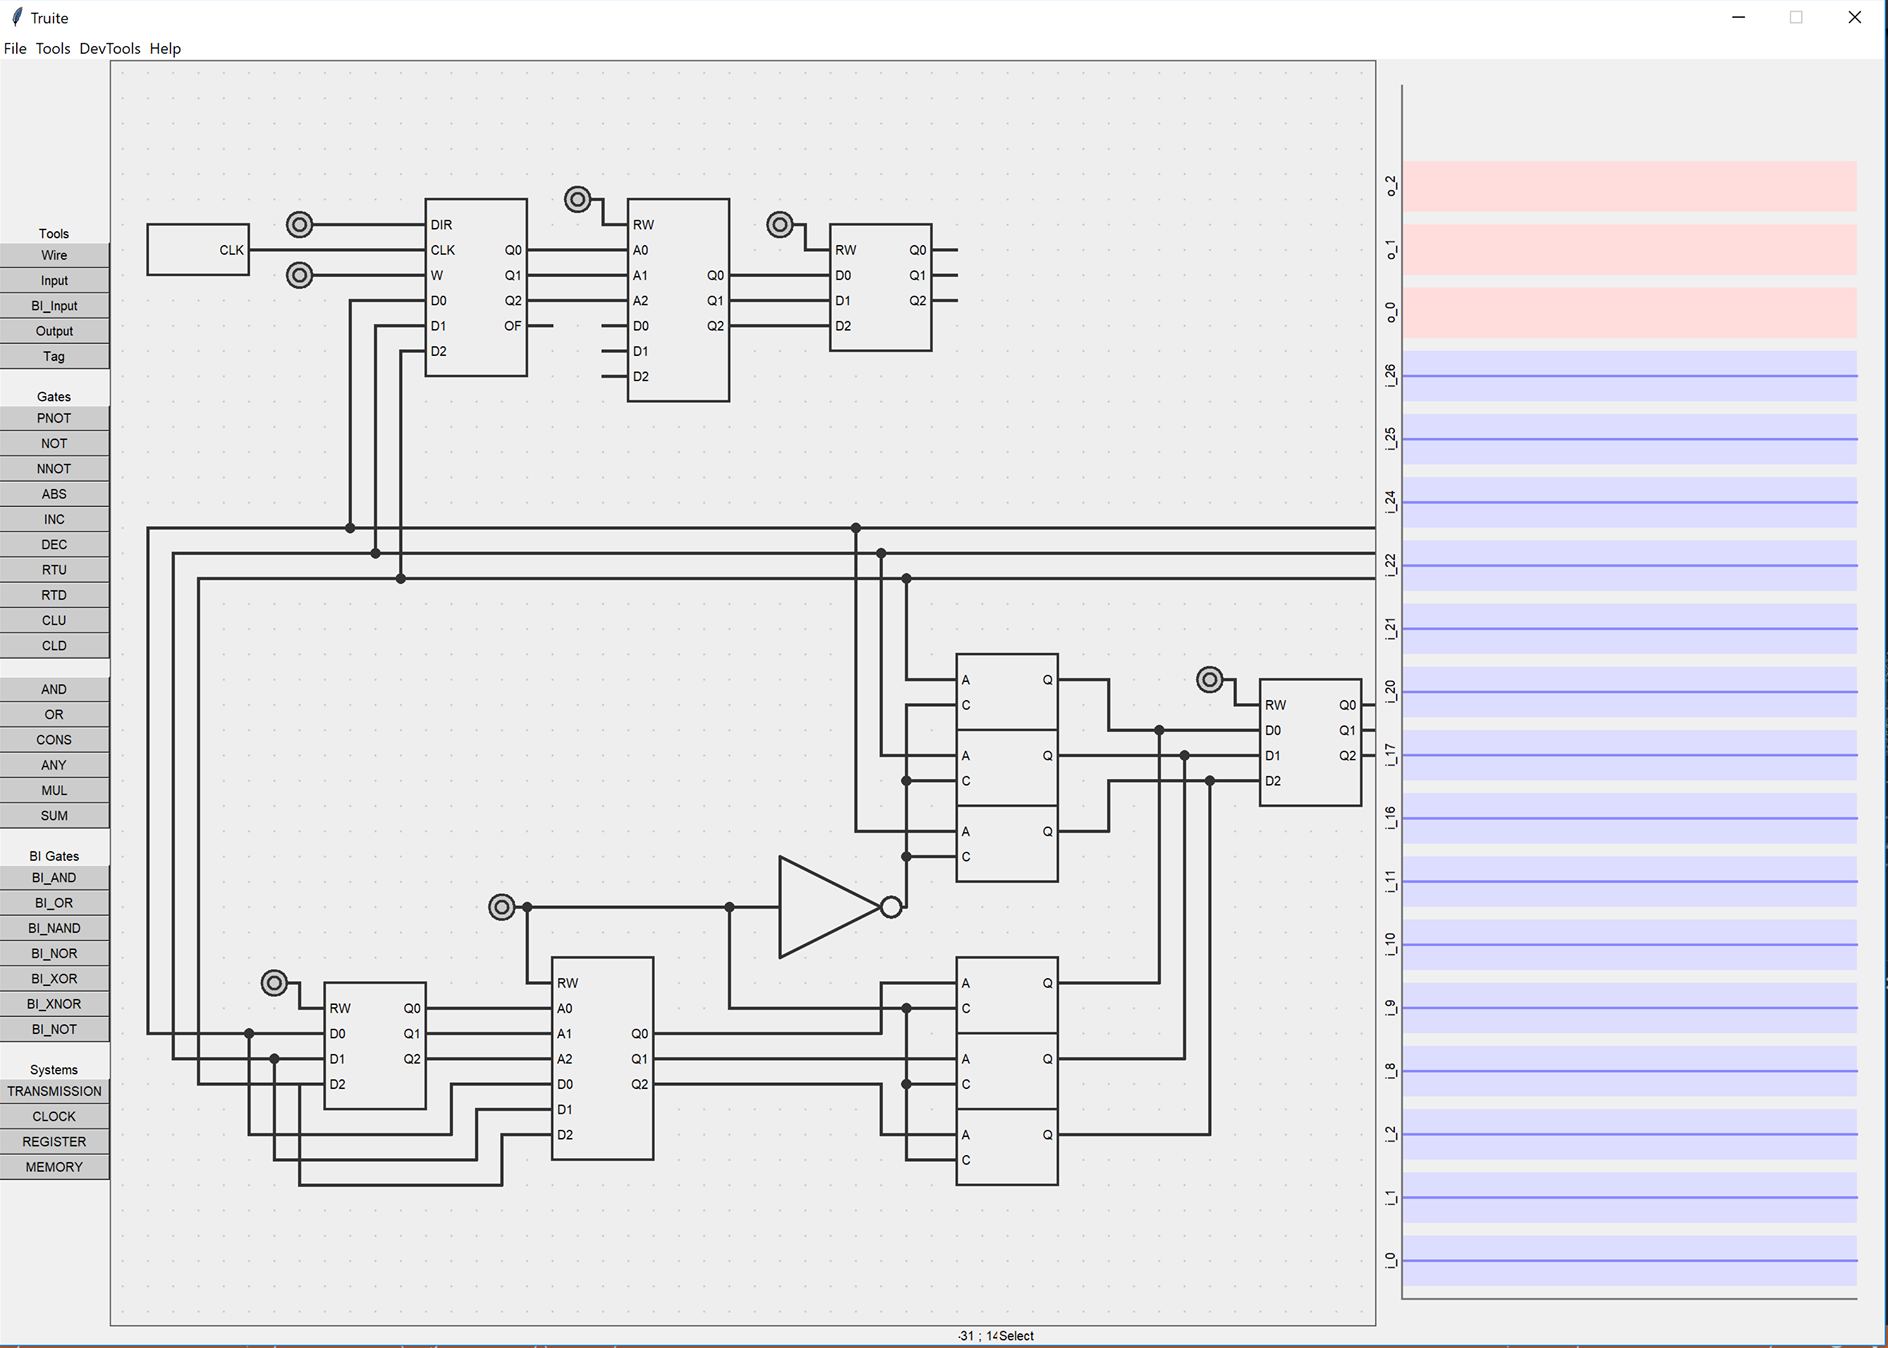 Truite
File Tools DevTools Help
Tools
Wire
Input
BI_Input
Output
Tag
Gates
PNOT
NOT
NNOT
ABS
INC
DEC
RTU
RTD
CLU
CLD
AND
OR
CONS
ANY
MUL
SUM
BI Gates
BI_AND
BI_OR
BI_NAND
BI_NOR
BI_XOR
BI_XNOR
BI_NOT
Systems
TRANSMISSION
CLOCK
REGISTER
MEMORY
CLK
DIR
CLK Q0
W Q1
D0 Q2
D1 OF
D2
RW
A0
A1 Q0
A2 Q1
D0 Q2
D1
D2
RW Q0
D0 Q1
D1 Q2
D2
A Q
C
A Q
C
A Q
C
RW Q0
D0 Q1
D1 Q2
D2
RW Q0
D0 Q1
D1 Q2
D2
RW
A0
A1 Q0
A2 Q1
D0 Q2
D1
D2
A Q
C
A Q
C
A Q
C
o_2
o_1
o_0
i_26
i_25
i_24
i_22
i_21
i_20
i_17
i_16
i_11
i_10
i_9
i_8
i_2
i_1
i_0
-31 ; 14 Select